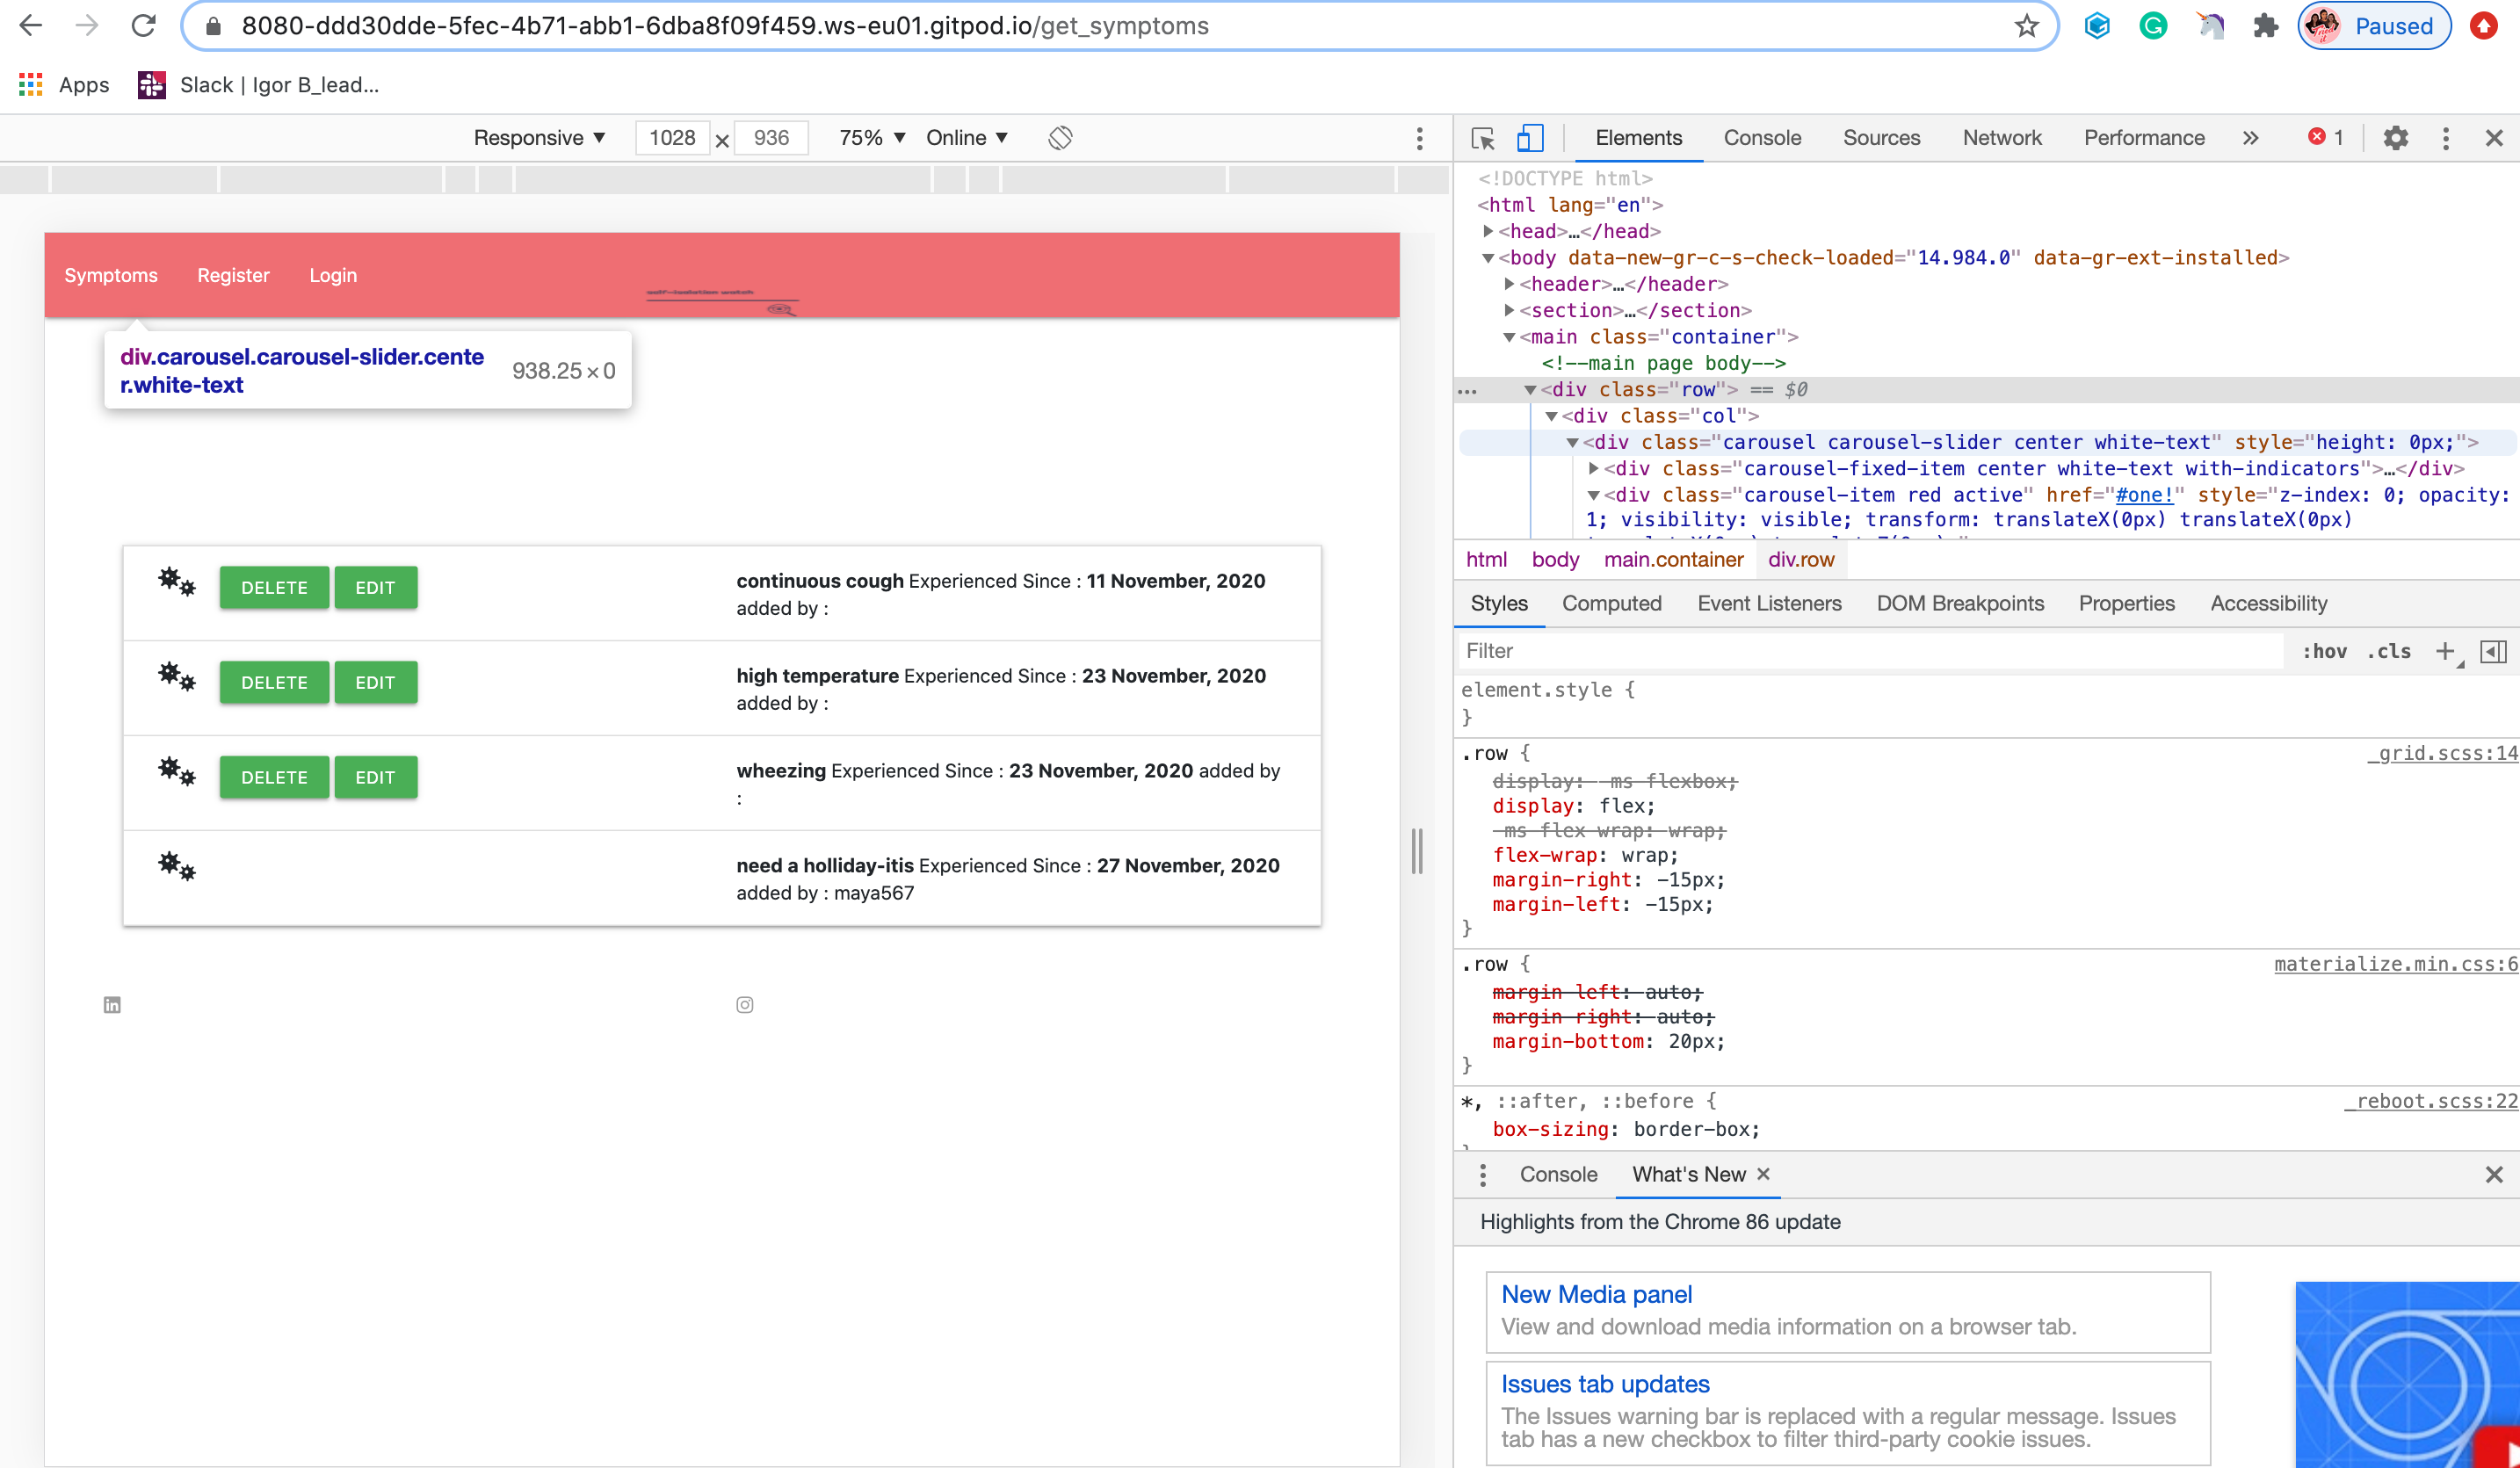 8080-ddd30dde-5fec-4b71-abb1-6dba8f09f459.ws-eu01.gitpod.io/get_symptoms
Paused
Apps
Slack | Igor B_lead...
Responsive ▼ 1028 × 936 75% ▼ Online ▼
Symptoms Register Login
div.carousel.carousel-slider.cente
r.white-text
938.25 × 0
DELETE EDIT
continuous cough Experienced Since : 11 November, 2020
added by :
DELETE EDIT
high temperature Experienced Since : 23 November, 2020
added by :
DELETE EDIT
wheezing Experienced Since : 23 November, 2020 added by
:
need a holliday-itis Experienced Since : 27 November, 2020
added by : maya567
Elements Console Sources Network Performance » 1
<!DOCTYPE html>
<html lang="en">
<head>…</head>
<body data-new-gr-c-s-check-loaded="14.984.0" data-gr-ext-installed>
<header>…</header>
<section>…</section>
<main class="container">
<!--main page body-->
<div class="row"> == $0
<div class="col">
<div class="carousel carousel-slider center white-text" style="height: 0px;">
<div class="carousel-fixed-item center white-text with-indicators">…</div>
<div class="carousel-item red active" href="#one!" style="z-index: 0; opacity:
1; visibility: visible; transform: translateX(0px) translateX(0px)
html body main.container div.row
Styles Computed Event Listeners DOM Breakpoints Properties Accessibility
Filter :hov .cls +
element.style {
}
.row { _grid.scss:14
display: -ms-flexbox;
display: flex;
-ms-flex-wrap: wrap;
flex-wrap: wrap;
margin-right: -15px;
margin-left: -15px;
}
.row { materialize.min.css:6
margin-left: auto;
margin-right: auto;
margin-bottom: 20px;
}
*, ::after, ::before { _reboot.scss:22
box-sizing: border-box;
Console What's New ×
Highlights from the Chrome 86 update
New Media panel
View and download media information on a browser tab.
Issues tab updates
The Issues warning bar is replaced with a regular message. Issues
tab has a new checkbox to filter third-party cookie issues.